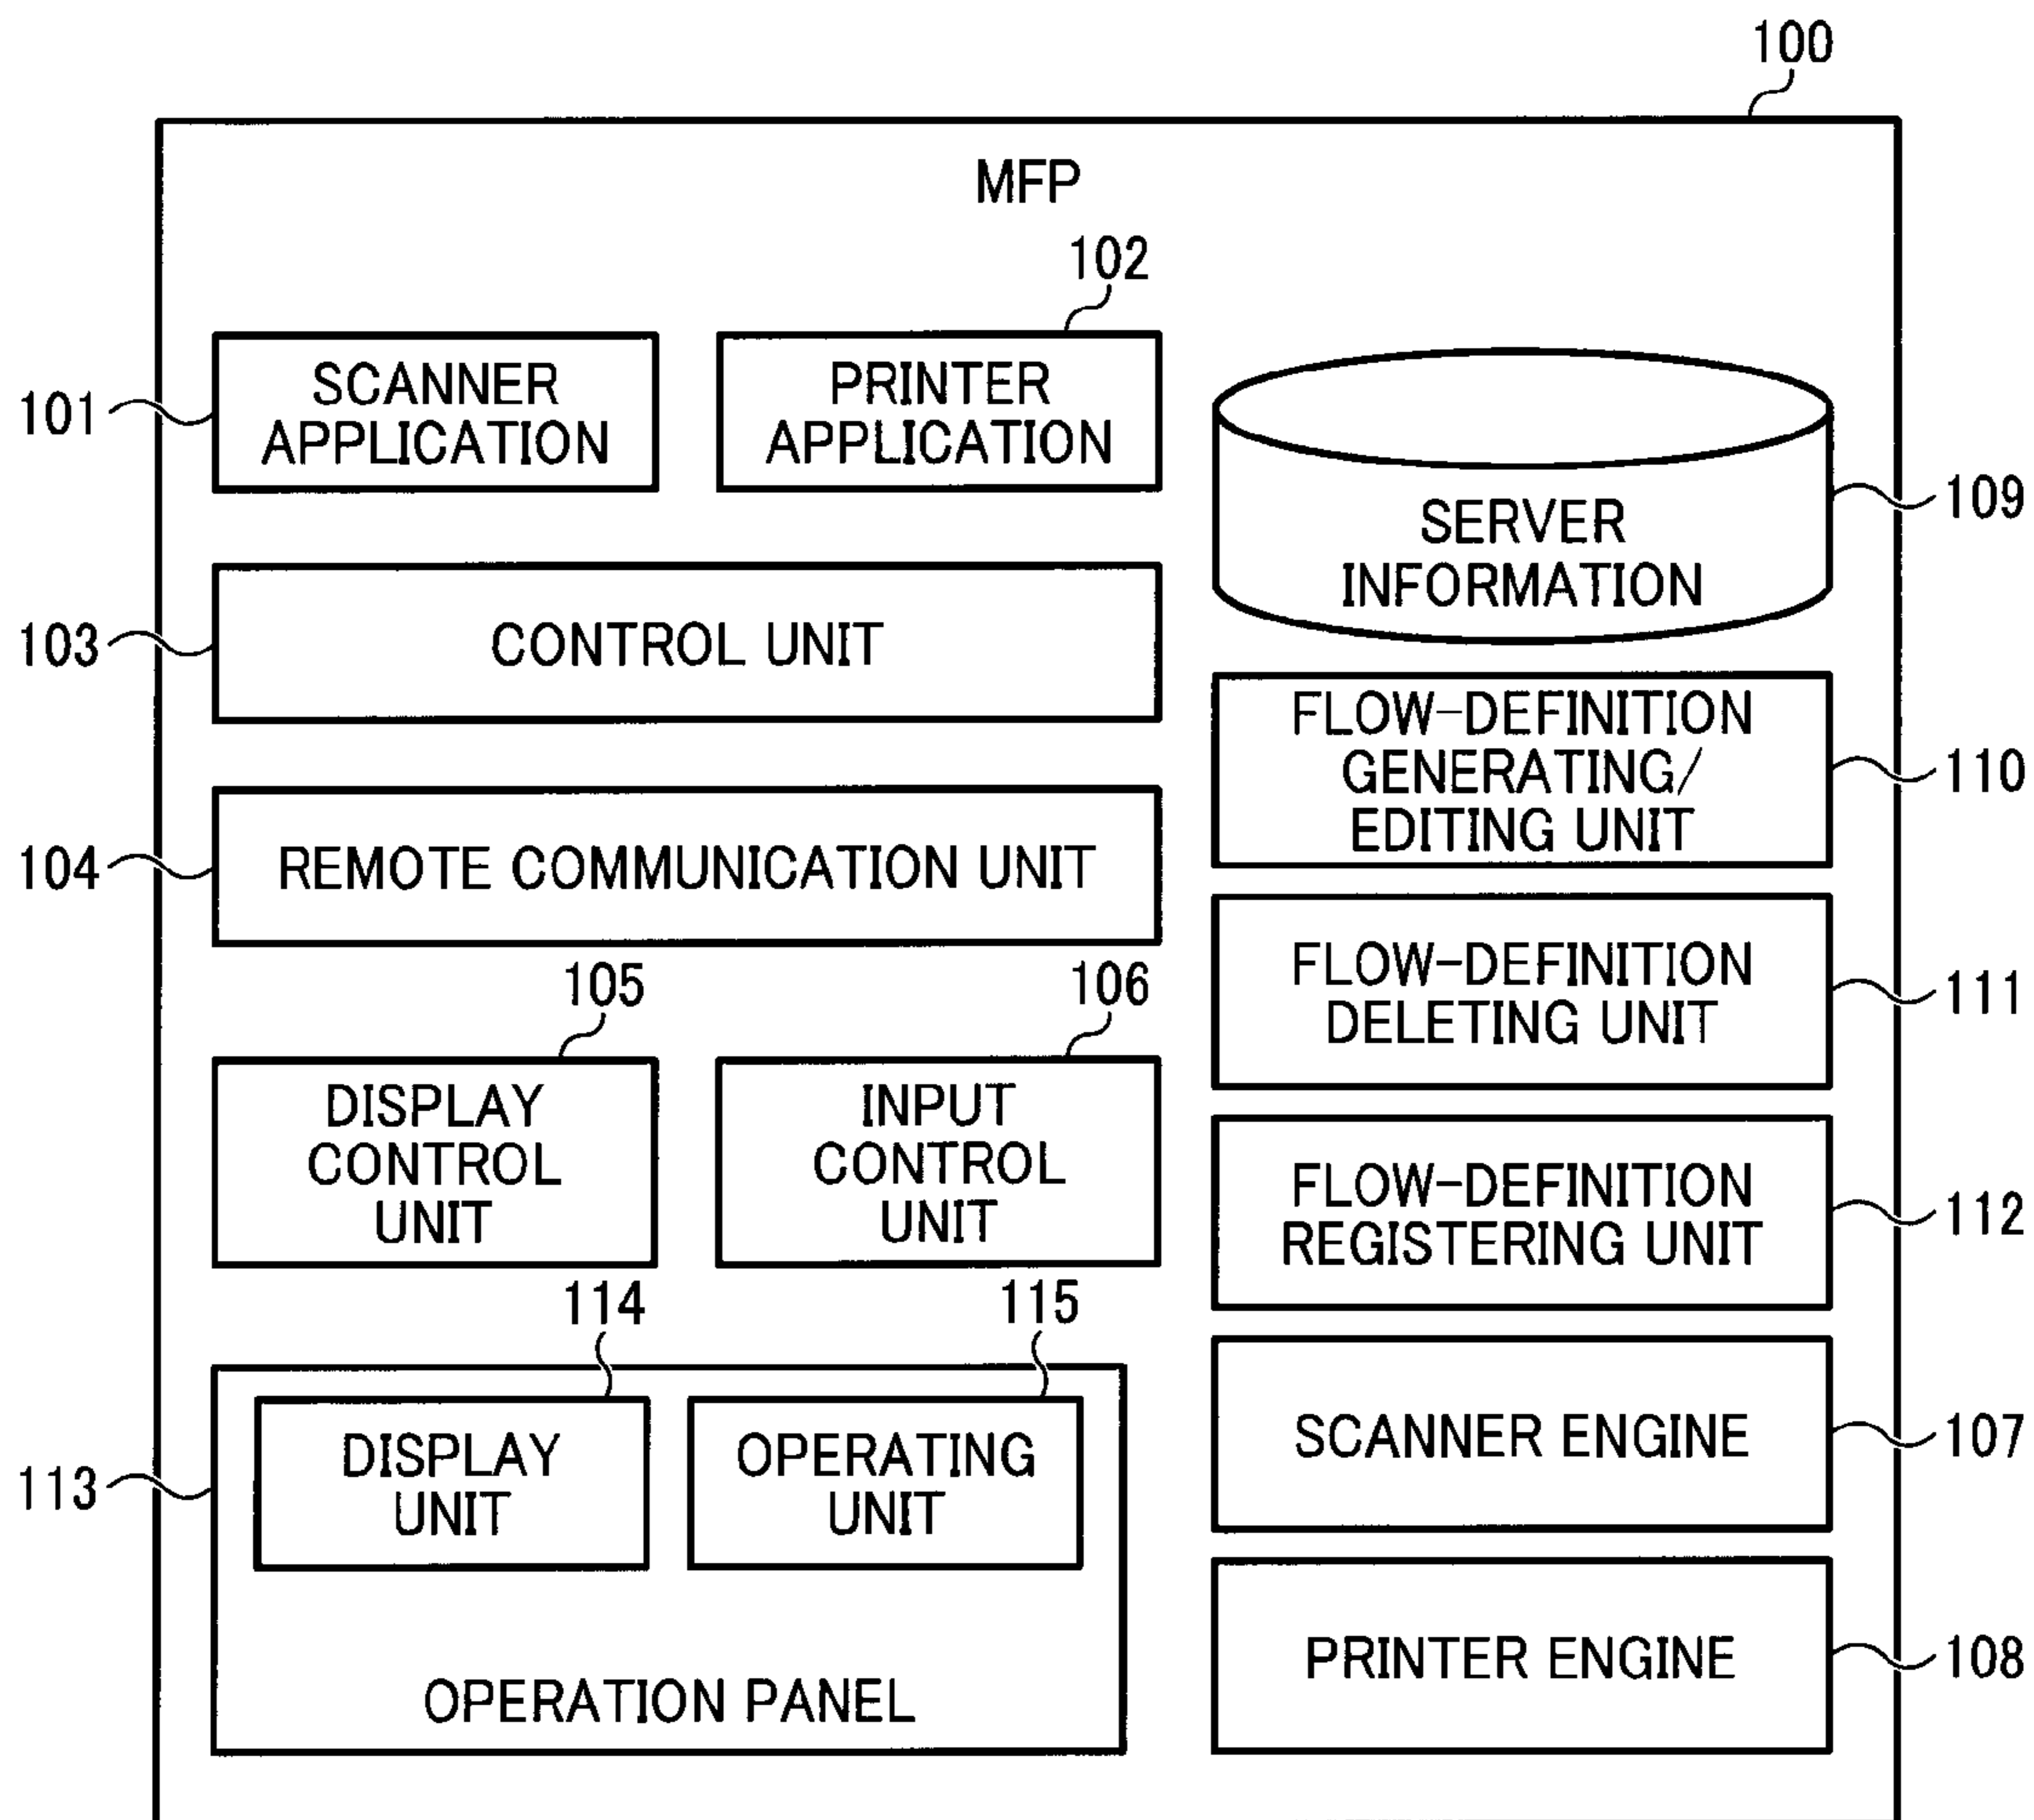 100
MFP
102
101
SCANNER
APPLICATION
PRINTER
APPLICATION
SERVER
INFORMATION
109
103
CONTROL UNIT
FLOW-DEFINITION
GENERATING/
EDITING UNIT
110
104
REMOTE COMMUNICATION UNIT
FLOW-DEFINITION
DELETING UNIT
111
105
106
DISPLAY
CONTROL
UNIT
INPUT
CONTROL
UNIT
FLOW-DEFINITION
REGISTERING UNIT
112
114
115
113
DISPLAY
UNIT
OPERATING
UNIT
OPERATION PANEL
SCANNER ENGINE
107
PRINTER ENGINE
108